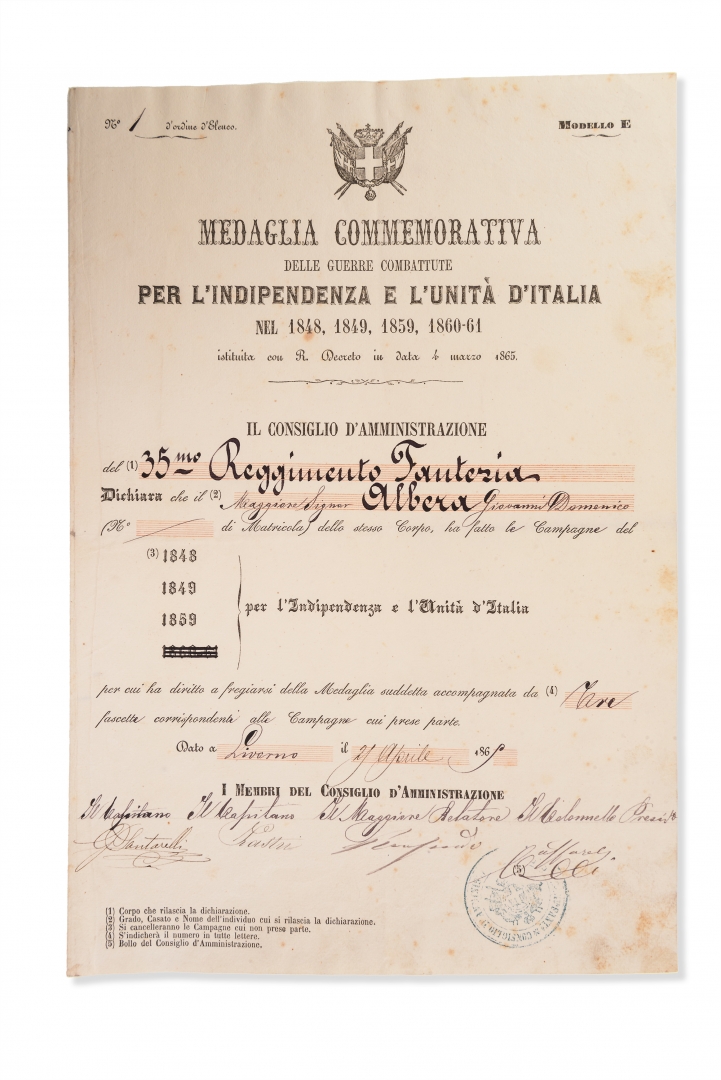 Nº 1 d'ordine d'Elenco.
MODELLO E
MEDAGLIA COMMEMORATIVA
DELLE GUERRE COMBATTUTE
PER L'INDIPENDENZA E L'UNITÀ D'ITALIA
NEL 1848, 1849, 1859, 1860-61
istituita con R. Decreto in data 4 marzo 1865.
IL CONSIGLIO D'AMMINISTRAZIONE
del (1) 35mo Reggimento Fanteria
Dichiara che il (2) Maggiore Signor Albera Giovanni Domenico
(Nº di Matricola) dello stesso Corpo, ha fatto le Campagne del
(3) 1848
1849
1859
per l'Indipendenza e l'Unità d'Italia
per cui ha diritto a fregiarsi della Medaglia suddetta accompagnata da (4) Tre
fascette corrispondenti alle Campagne cui prese parte.
Dato a Livorno il 21 Aprile 186
I MEMBRI DEL CONSIGLIO D'AMMINISTRAZIONE
Il Capitano Il Capitano Il Maggiore Relatore Il Colonnello
(5)
(1) Corpo che rilascia la dichiarazione.
(2) Grado, Casato e Nome dell'individuo cui si rilascia la dichiarazione.
(3) Si cancelleranno le Campagne cui non prese parte.
(4) S'indicherà il numero in tutte lettere.
(5) Bollo del Consiglio d'Amministrazione.